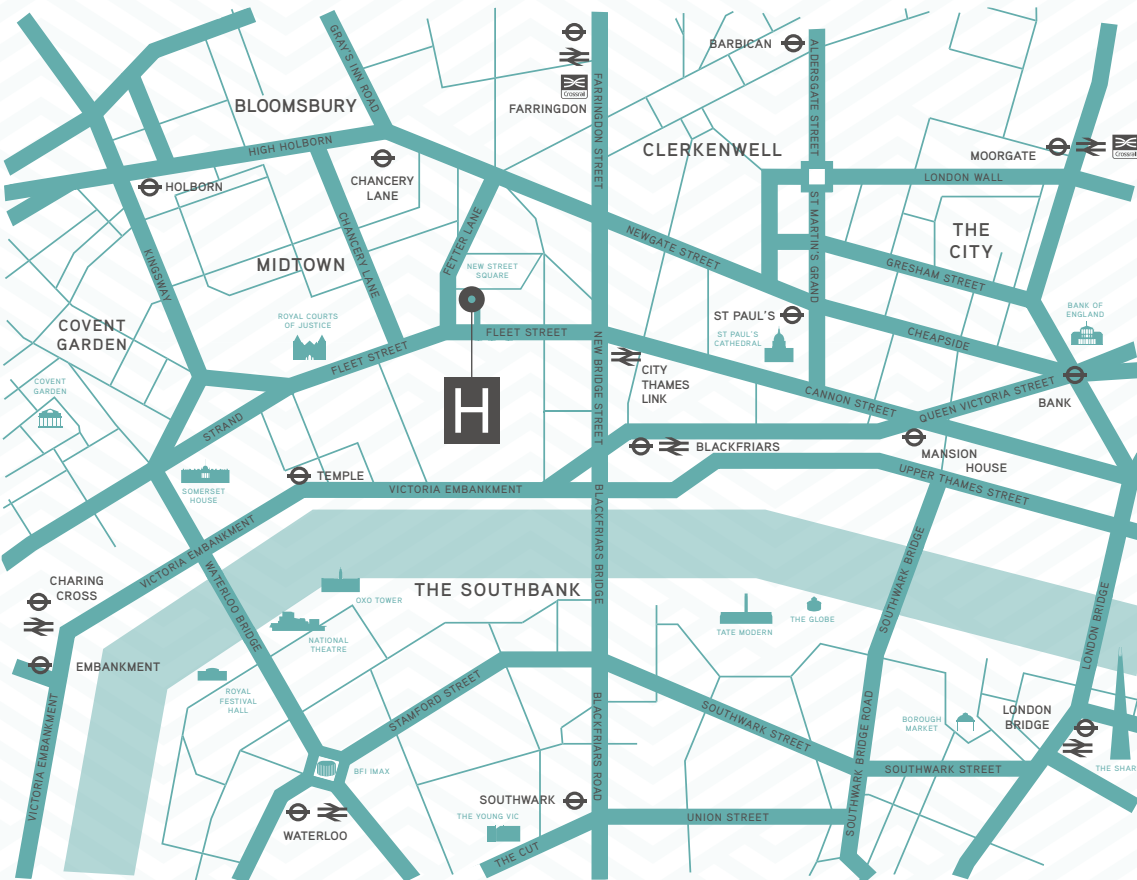 BLOOMSBURY
GRAY'S INN ROAD
HIGH HOLBORN
HOLBORN
CHANCERY
LANE
CHANCERY LANE
KINGSWAY
MIDTOWN
FETTER LANE
NEW STREET
SQUARE
ROYAL COURTS
OF JUSTICE
FLEET STREET
FLEET STREET
H
COVENT
GARDEN
COVENT
GARDEN
STRAND
SOMERSET
HOUSE
TEMPLE
VICTORIA EMBANKMENT
VICTORIA EMBANKMENT
VICTORIA EMBANKMENT
CHARING
CROSS
EMBANKMENT
WATERLOO BRIDGE
Crossrail
FARRINGDON
FARRINGDON STREET
BARBICAN
ALDERSGATE STREET
CLERKENWELL
MOORGATE
Crossrail
LONDON WALL
ST MARTIN'S GRAND
NEWGATE STREET
THE
CITY
GRESHAM STREET
CHEAPSIDE
BANK OF
ENGLAND
ST PAUL'S
ST PAUL'S
CATHEDRAL
CITY
THAMES
LINK
NEW BRIDGE STREET
CANNON STREET
QUEEN VICTORIA STREET
BANK
MANSION
HOUSE
BLACKFRIARS
UPPER THAMES STREET
BLACKFRIARS BRIDGE
SOUTHWARK BRIDGE
LONDON BRIDGE
THE SOUTHBANK
OXO TOWER
NATIONAL
THEATRE
ROYAL
FESTIVAL
HALL
TATE MODERN
THE GLOBE
STAMFORD STREET
BFI IMAX
WATERLOO
BLACKFRIARS ROAD
SOUTHWARK
THE YOUNG VIC
THE CUT
SOUTHWARK STREET
UNION STREET
SOUTHWARK BRIDGE ROAD
SOUTHWARK STREET
BOROUGH
MARKET
LONDON
BRIDGE
THE SHAR